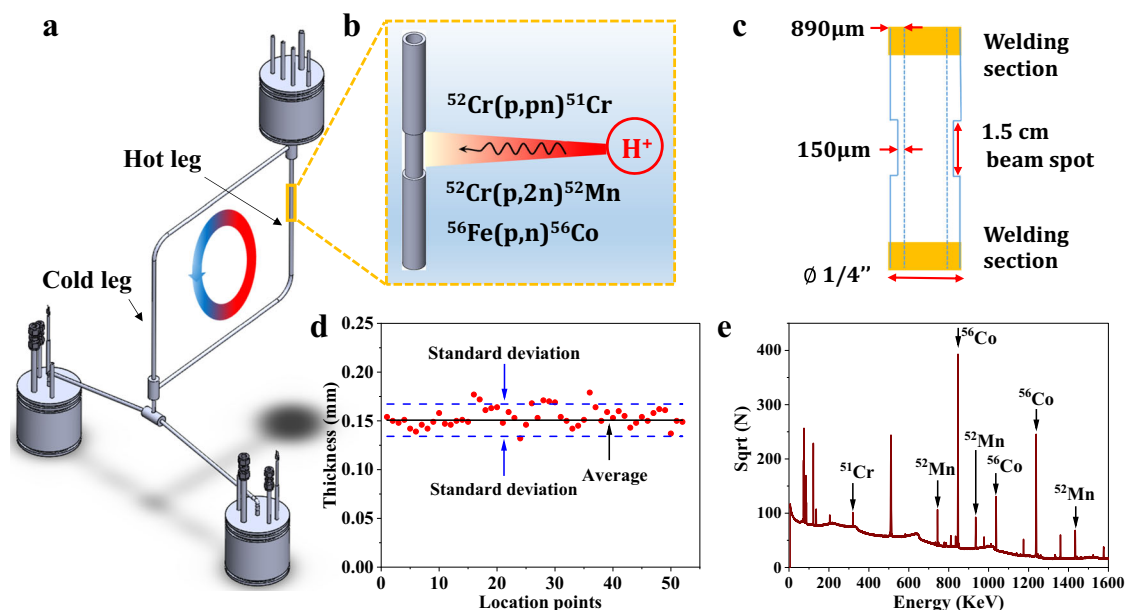 a
Hot leg
Cold leg
b
⁵²Cr(p,pn)⁵¹Cr
H⁺
⁵²Cr(p,2n)⁵²Mn
⁵⁶Fe(p,n)⁵⁶Co
c
890µm
Welding
section
150µm
1.5 cm
beam spot
Welding
section
Ø 1/4’’
d
0.25
0.20
0.15
0.10
0.05
0.00
Thickness (mm)
Standard deviation
Average
Standard deviation
0
10
20
30
40
50
Location points
e
400
300
200
100
0
Sqrt (N)
⁵¹Cr
⁵²Mn
⁵⁶Co
⁵²Mn
⁵⁶Co
⁵⁶Co
⁵²Mn
0
400
800
1000
1200
1400
1600
Energy (KeV)